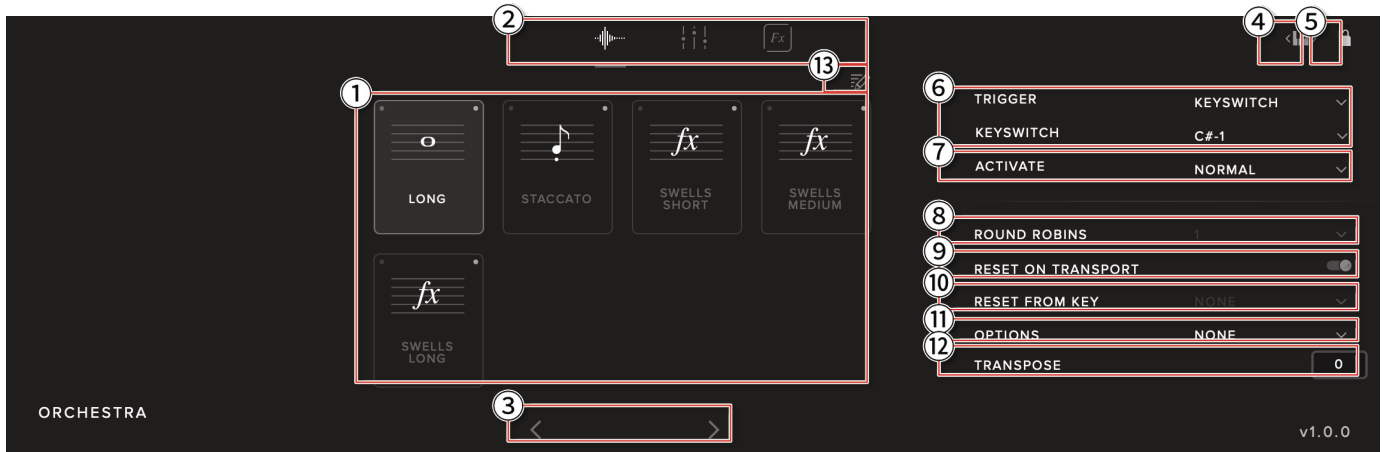 2
4
5
Fx
13
1
6
TRIGGER KEYSWITCH
KEYSWITCH C#-1
7
ACTIVATE NORMAL
fx
fx
LONG
STACCATO
SWELLS
SHORT
SWELLS
MEDIUM
8
ROUND ROBINS 1
9
RESET ON TRANSPORT
10
RESET FROM KEY NONE
fx
11
OPTIONS NONE
12
TRANSPOSE 0
SWELLS
LONG
3
ORCHESTRA
< >
v1.0.0